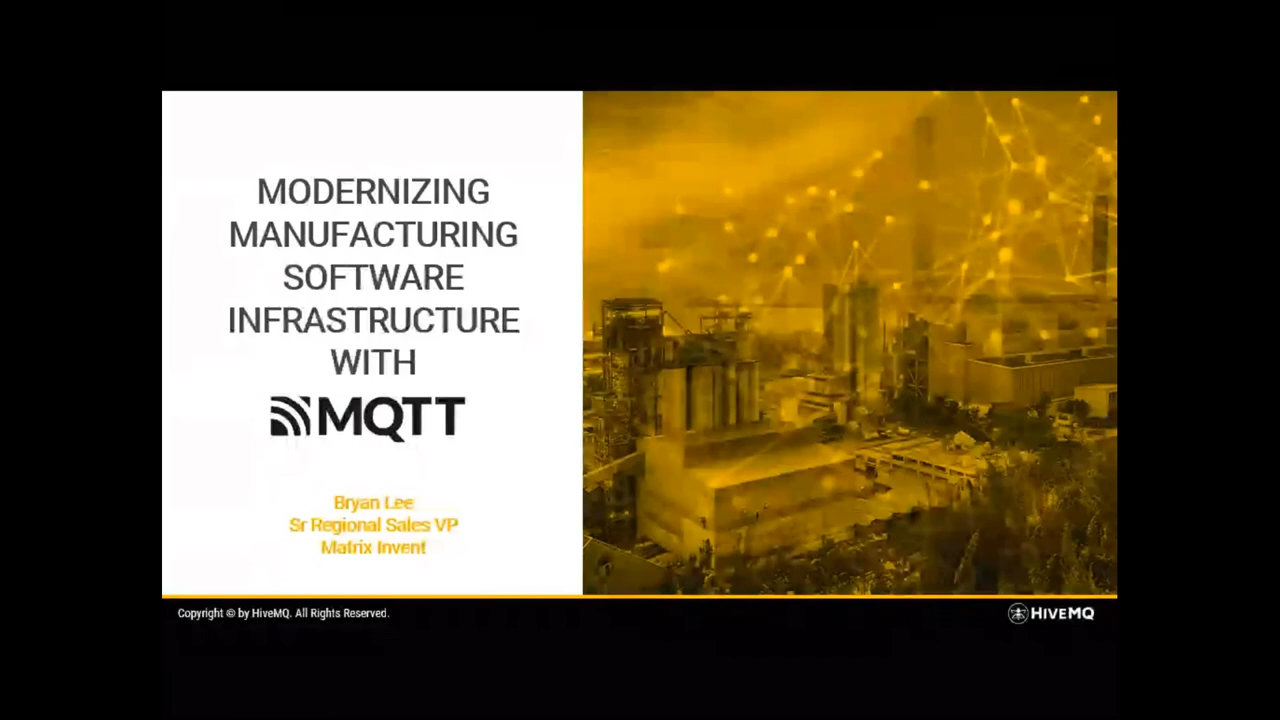 MODERNIZING
MANUFACTURING
SOFTWARE
INFRASTRUCTURE
WITH
MQTT
Bryan Lee
Sr Regional Sales VP
Matrix Invent
Copyright © by HiveMQ. All Rights Reserved.
HIVEMQ